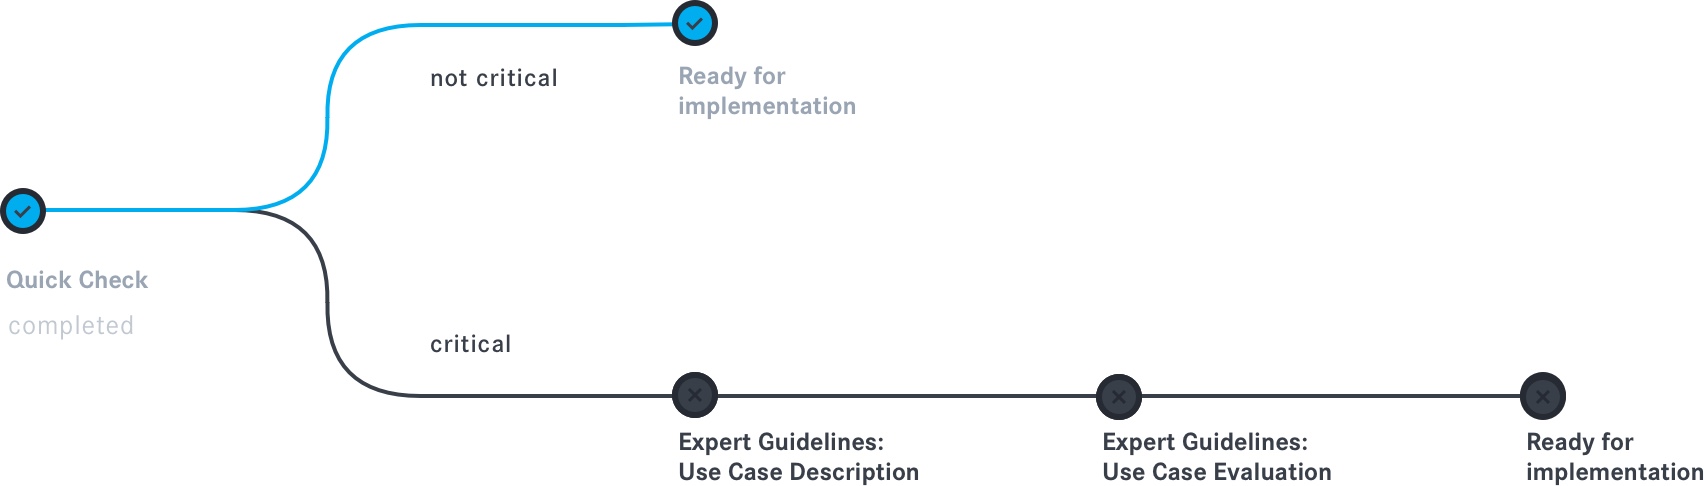 not critical
Ready for
implementation
Quick Check
completed
critical
Expert Guidelines:
Use Case Description
Expert Guidelines:
Use Case Evaluation
Ready for
implementation